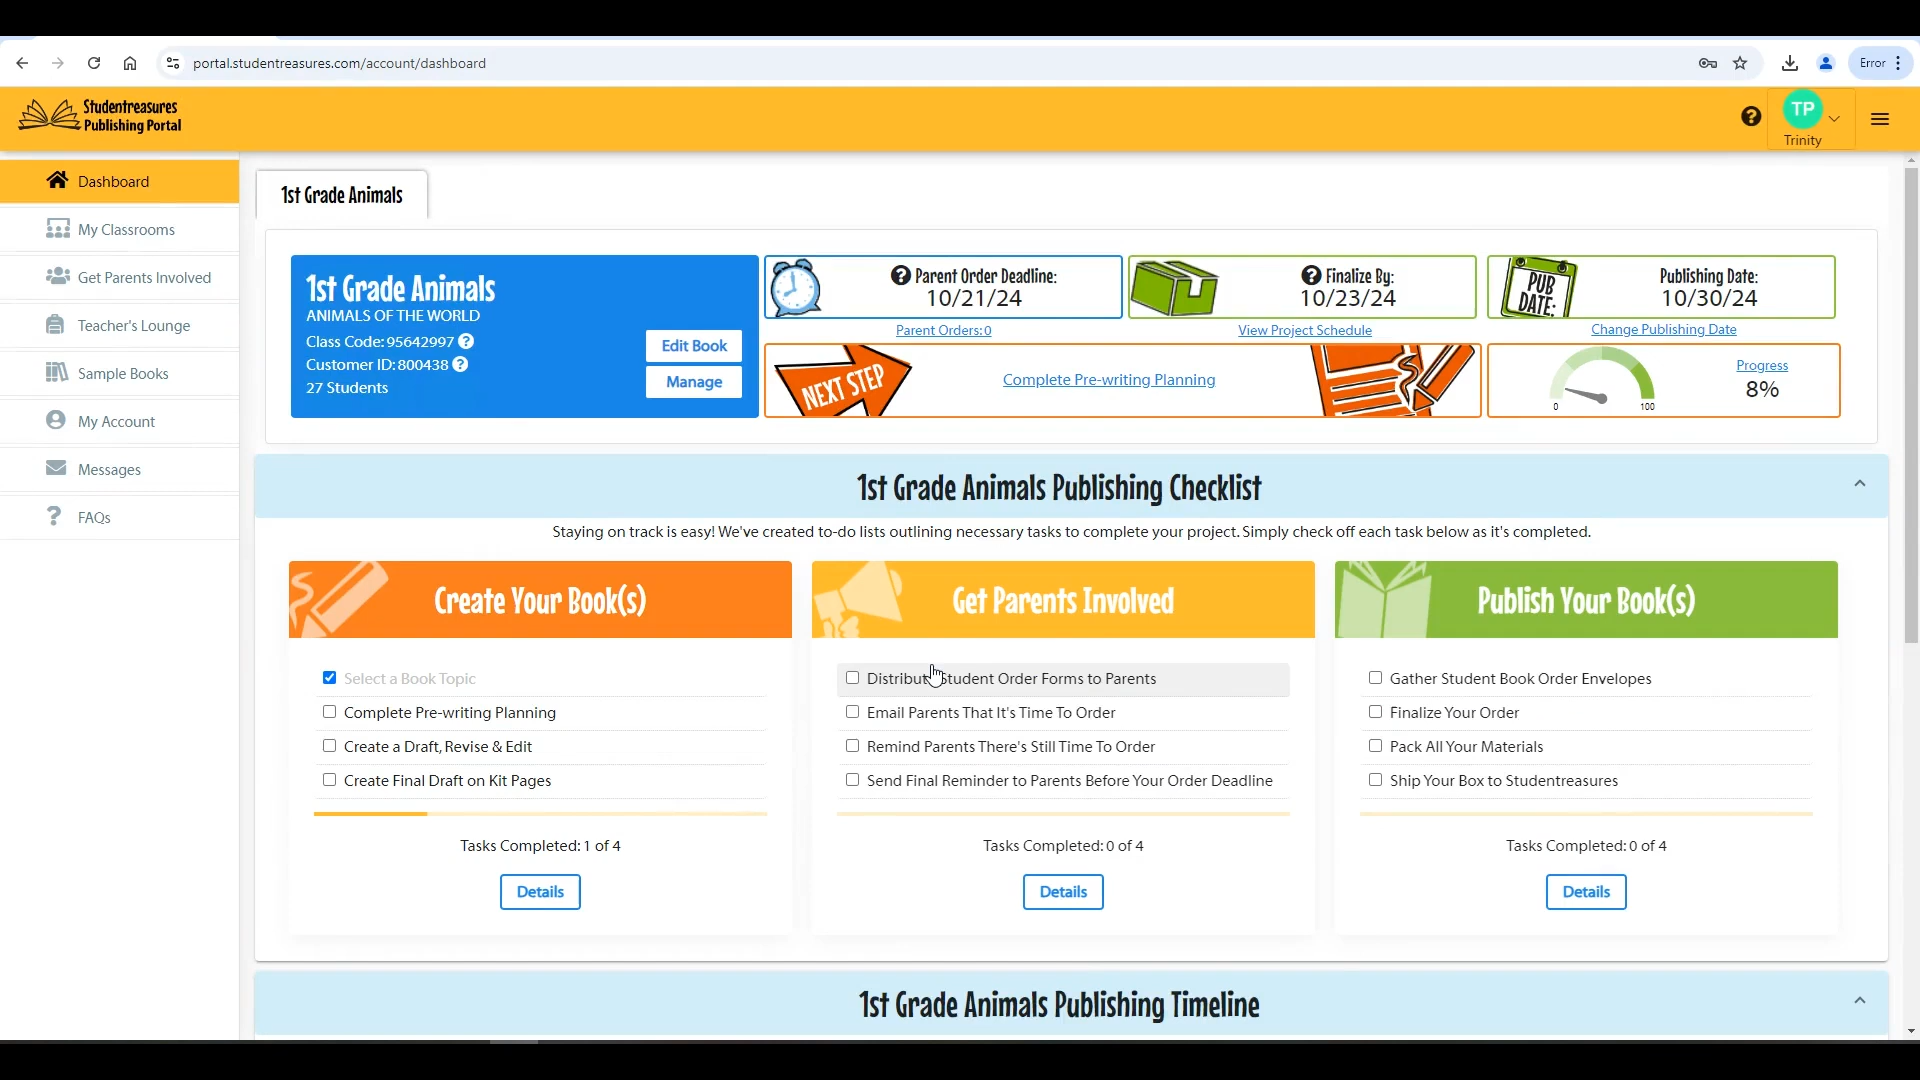 portal.studentreasures.com/account/dashboard
Error
Studentreasures
Publishing Portal
?
TP
Trinity
Dashboard
My Classrooms
Get Parents Involved
Teacher's Lounge
Sample Books
My Account
Messages
? FAQs
1st Grade Animals
1st Grade Animals
ANIMALS OF THE WORLD
Class Code: 95642997 ?
Customer ID: 800438 ?
27 Students
Edit Book
Manage
? Parent Order Deadline:
10/21/24
Parent Orders: 0
? Finalize By:
10/23/24
View Project Schedule
PUB
DATE:
Publishing Date:
10/30/24
Change Publishing Date
NEXT STEP
Complete Pre-writing Planning
0
100
Progress
8%
1st Grade Animals Publishing Checklist
Staying on track is easy! We've created to-do lists outlining necessary tasks to complete your project. Simply check off each task below as it's completed.
Create Your Book(s)
Select a Book Topic
Complete Pre-writing Planning
Create a Draft, Revise & Edit
Create Final Draft on Kit Pages
Tasks Completed: 1 of 4
Details
Get Parents Involved
Distribute Student Order Forms to Parents
Email Parents That It's Time To Order
Remind Parents There's Still Time To Order
Send Final Reminder to Parents Before Your Order Deadline
Tasks Completed: 0 of 4
Details
Publish Your Book(s)
Gather Student Book Order Envelopes
Finalize Your Order
Pack All Your Materials
Ship Your Box to Studentreasures
Tasks Completed: 0 of 4
Details
1st Grade Animals Publishing Timeline